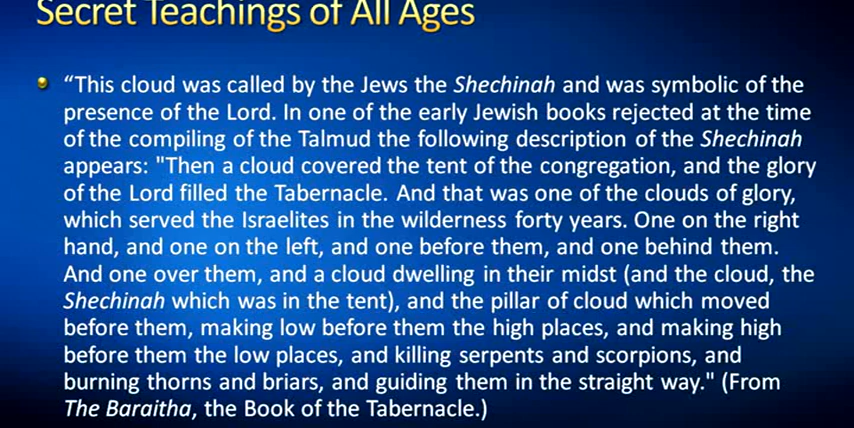 Secret Teachings of All Ages
“This cloud was called by the Jews the Shechinah and was symbolic of the
presence of the Lord. In one of the early Jewish books rejected at the time
of the compiling of the Talmud the following description of the Shechinah
appears: "Then a cloud covered the tent of the congregation, and the glory
of the Lord filled the Tabernacle. And that was one of the clouds of glory,
which served the Israelites in the wilderness forty years. One on the right
hand, and one on the left, and one before them, and one behind them.
And one over them, and a cloud dwelling in their midst (and the cloud, the
Shechinah which was in the tent), and the pillar of cloud which moved
before them, making low before them the high places, and making high
before them the low places, and killing serpents and scorpions, and
burning thorns and briars, and guiding them in the straight way." (From
The Baraitha, the Book of the Tabernacle.)